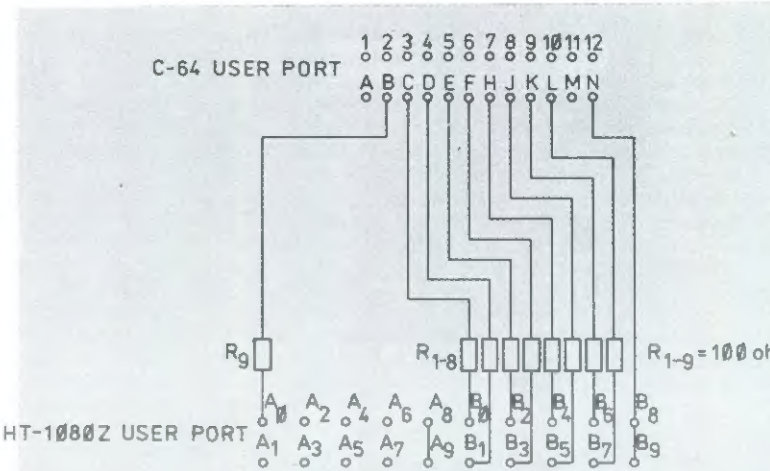 1 2 3 4 5 6 7 8 9 10 11 12
C-64 USER PORT
A B C D E F H J K L M N
R9 R1-8 R1-9 = 100 oh
A0 A2 A4 A6 A8 B0 B2 B4 B6 B8
HT-1080Z USER PORT
A1 A3 A5 A7 A9 B1 B3 B5 B7 B9